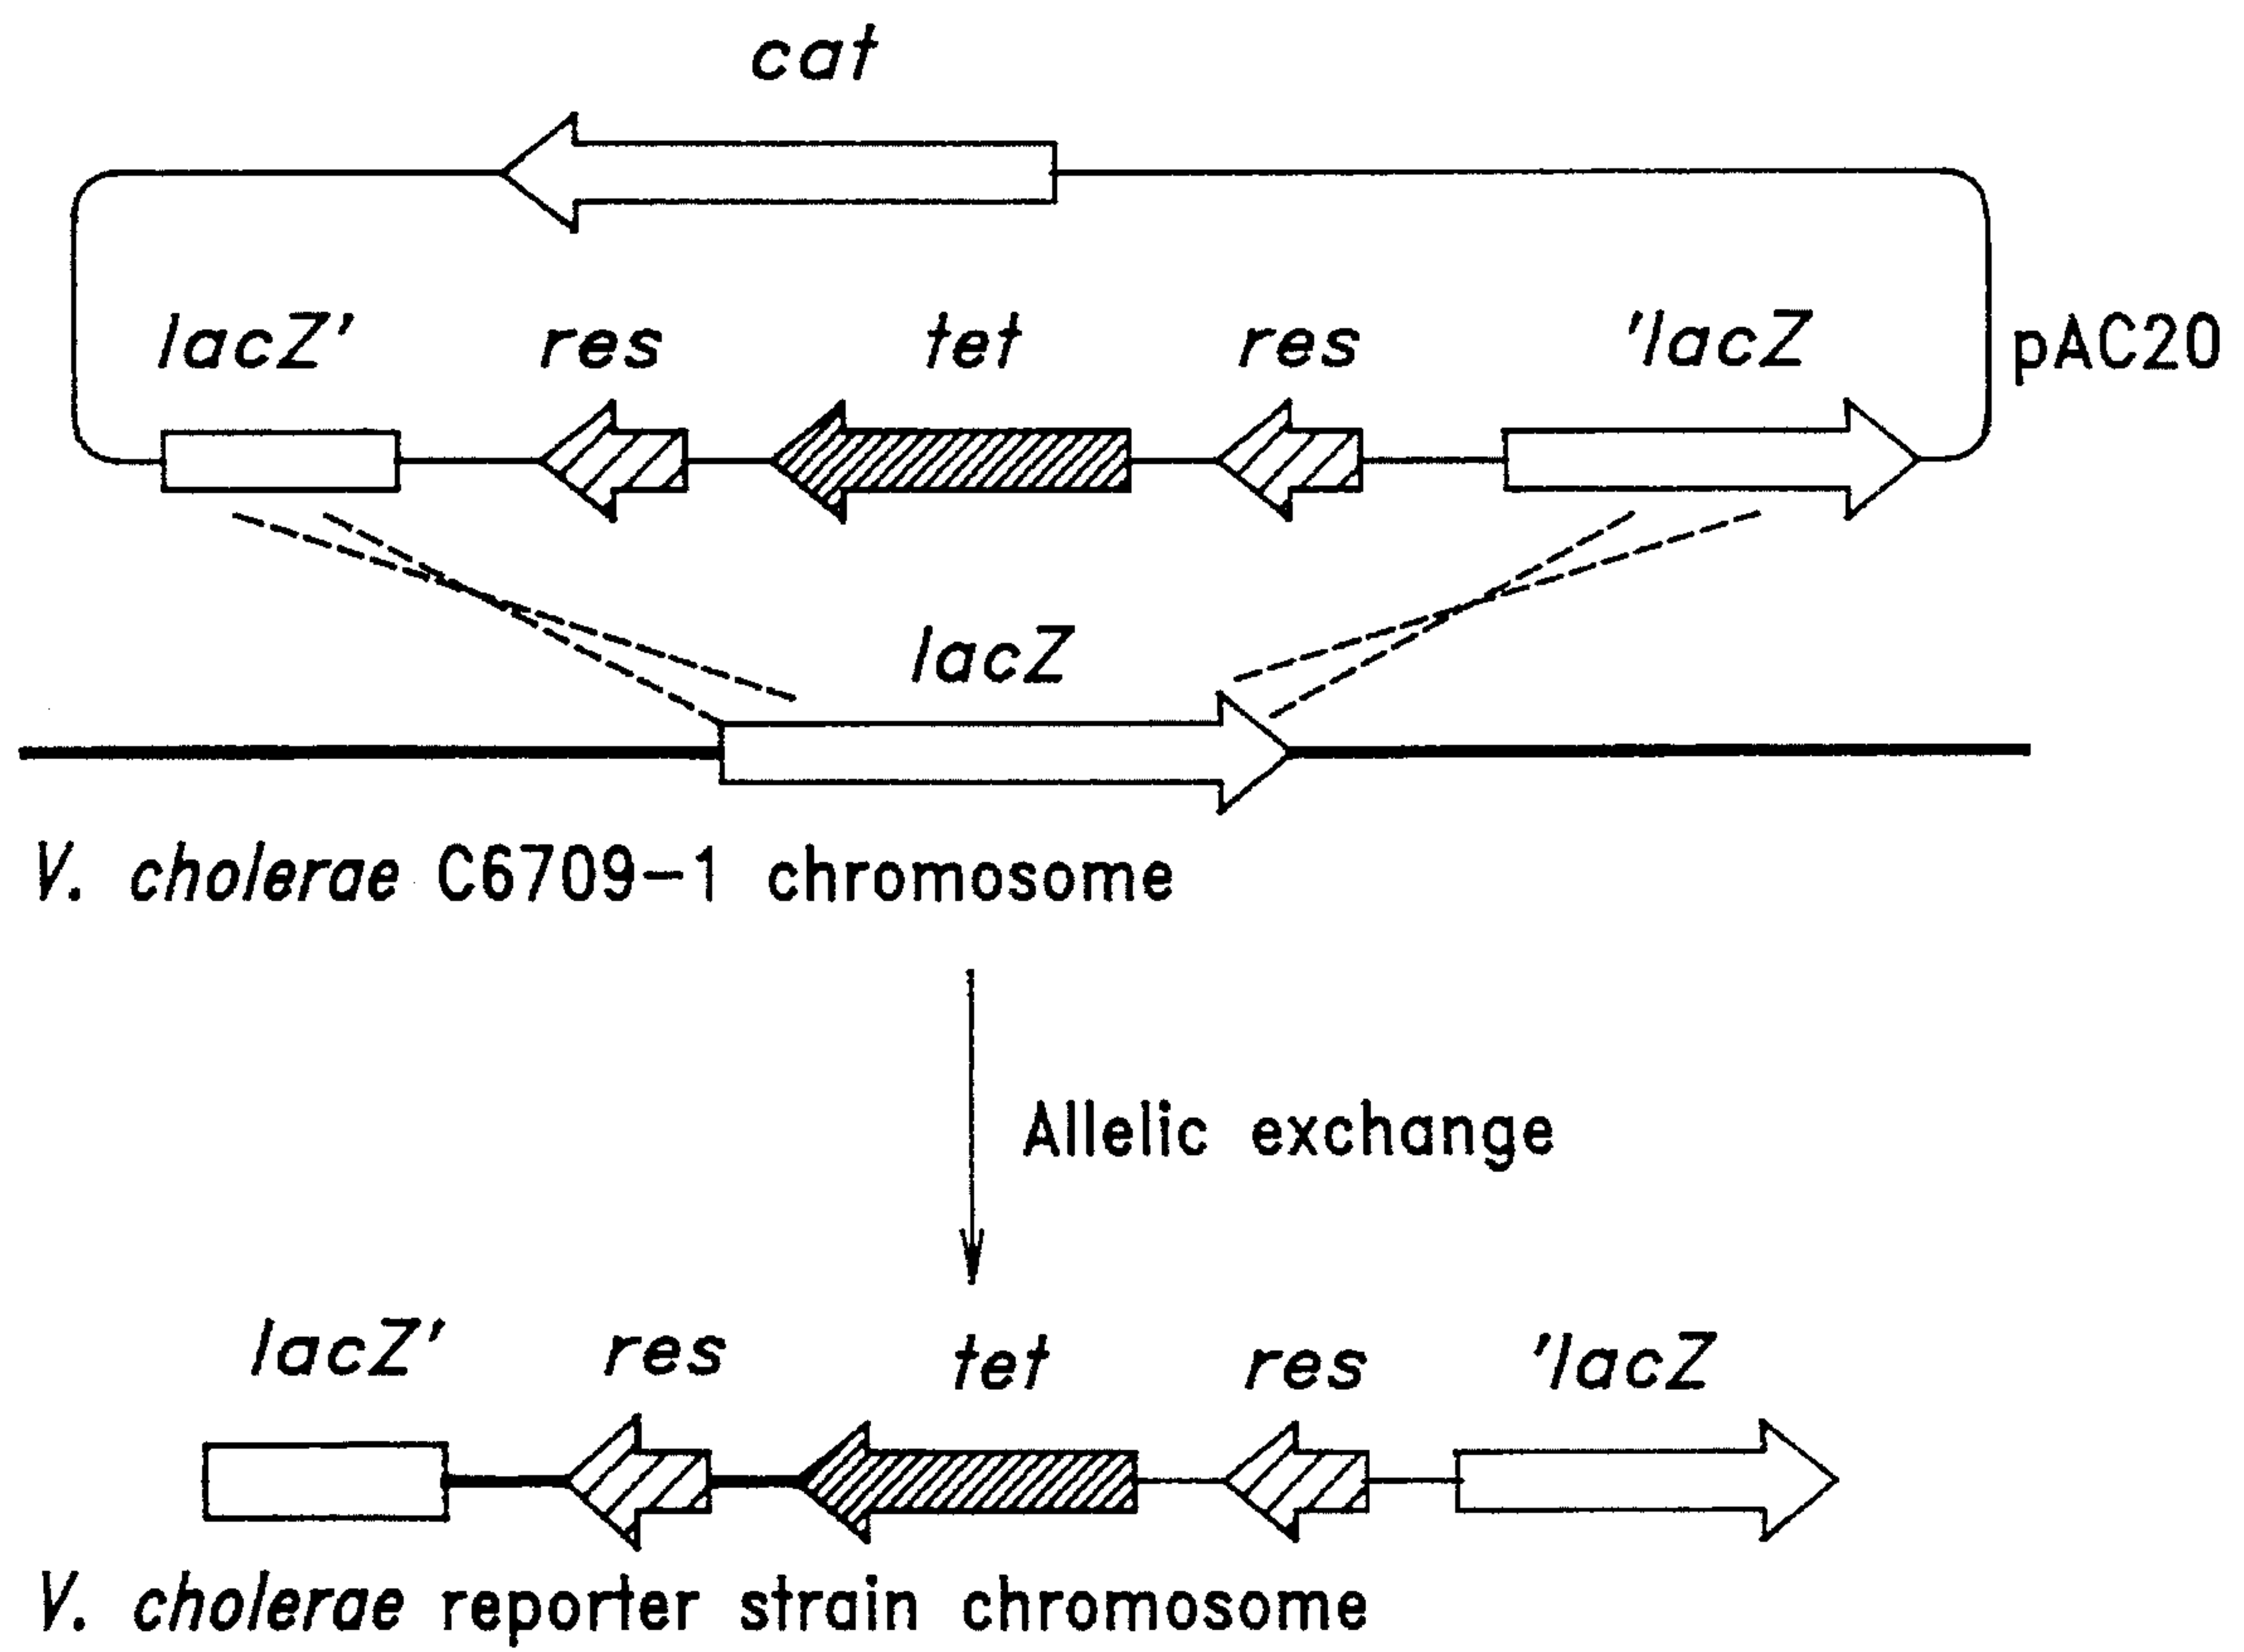 cat
lacZ' res tet res 'lacZ pAC20
lacZ
V. cholerae C6709-1 chromosome
Allelic exchange
lacZ' res tet res 'lacZ
V. cholerae reporter strain chromosome